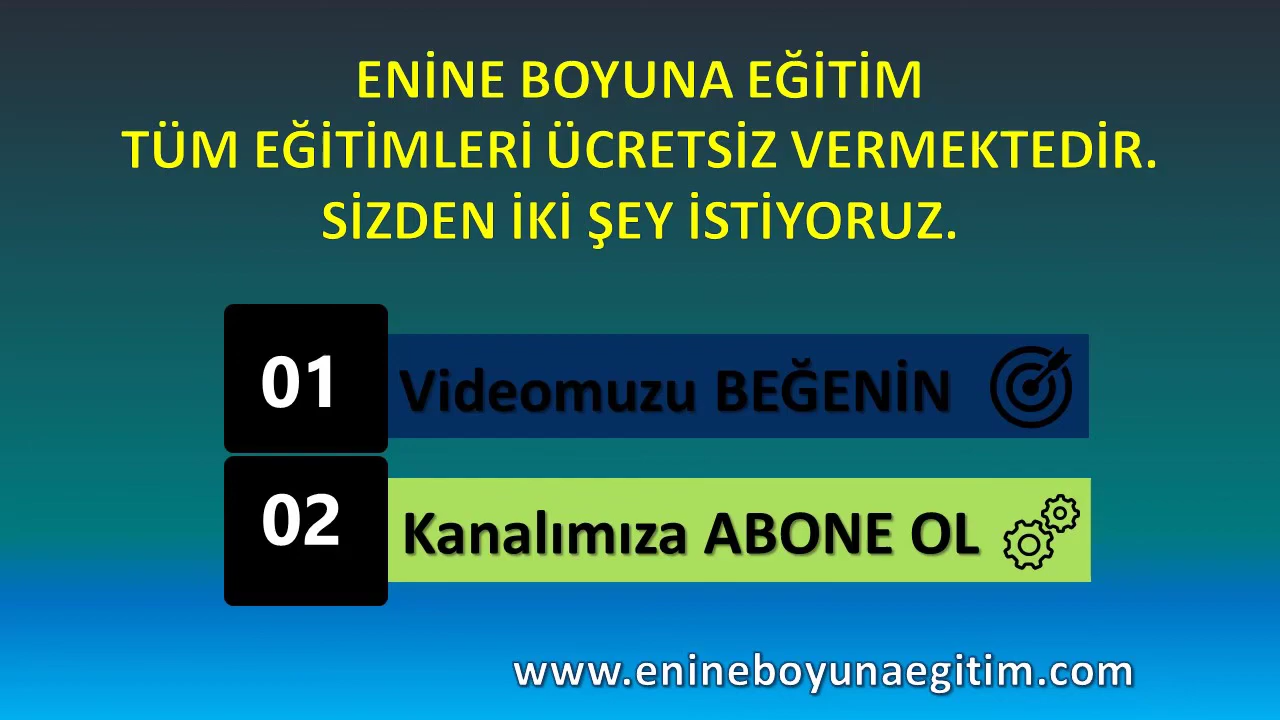 ENİNE BOYUNA EĞİTİM
TÜM EĞİTİMLERİ ÜCRETSİZ VERMEKTEDİR.
SİZDEN İKİ ŞEY İSTİYORUZ.
01 Videomuzu BEĞENİN
02 Kanalımıza ABONE OL
www.enineboyunaegitim.com